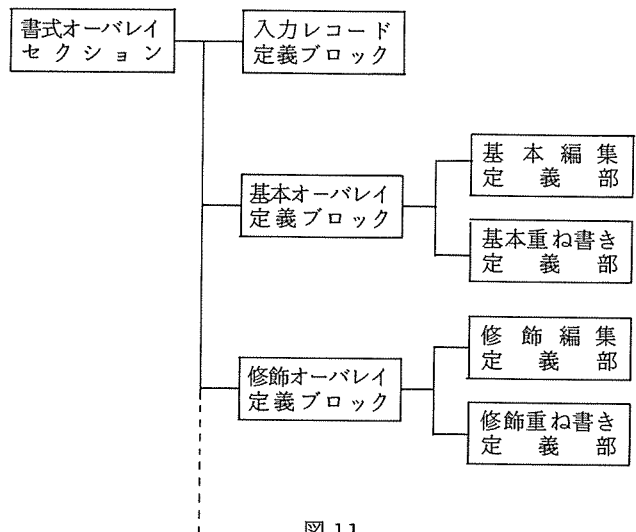 書式オーバレイ
セクション
入力レコード
定義ブロック
基本オーバレイ
定義ブロック
基本編集
定義部
基本重ね書き
定義部
修飾オーバレイ
定義ブロック
修飾編集
定義部
修飾重ね書き
定義部
図 11